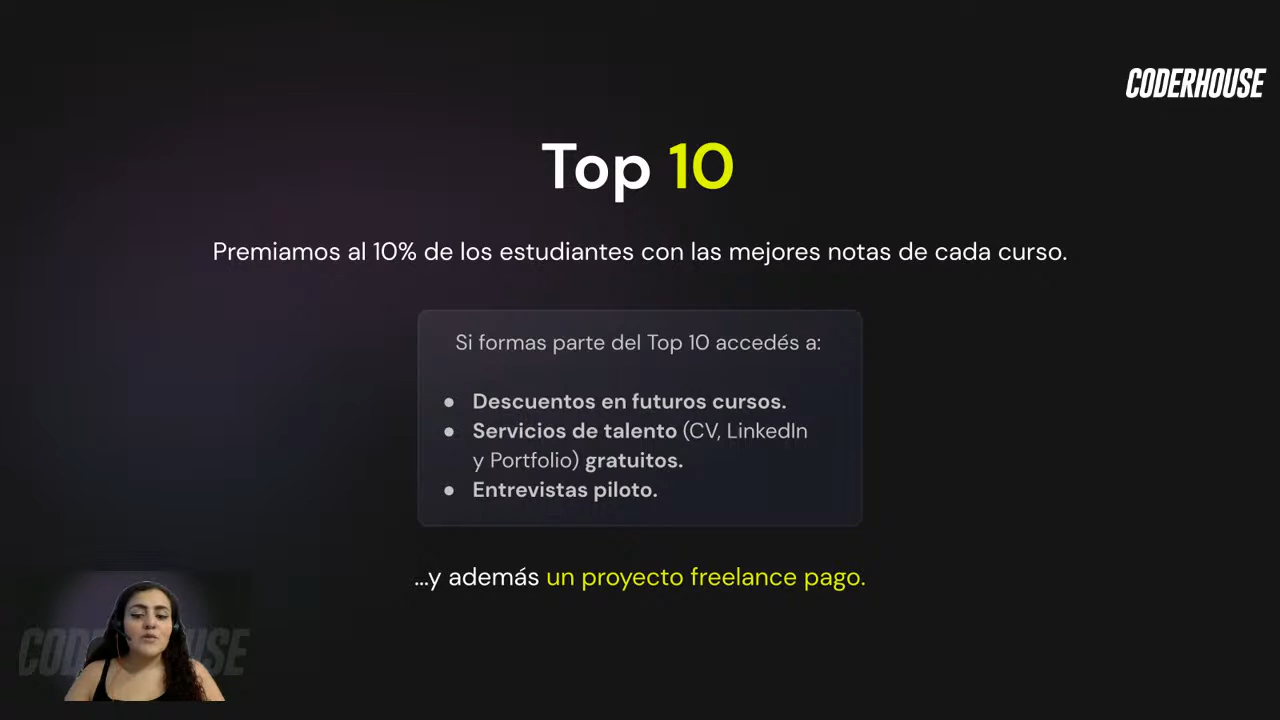 CODERHOUSE
Top 10
Premiamos al 10% de los estudiantes con las mejores notas de cada curso.
Si formas parte del Top 10 accedés a:
● Descuentos en futuros cursos.
● Servicios de talento (CV, LinkedIn
y Portfolio) gratuitos.
● Entrevistas piloto.
...y además un proyecto freelance pago.